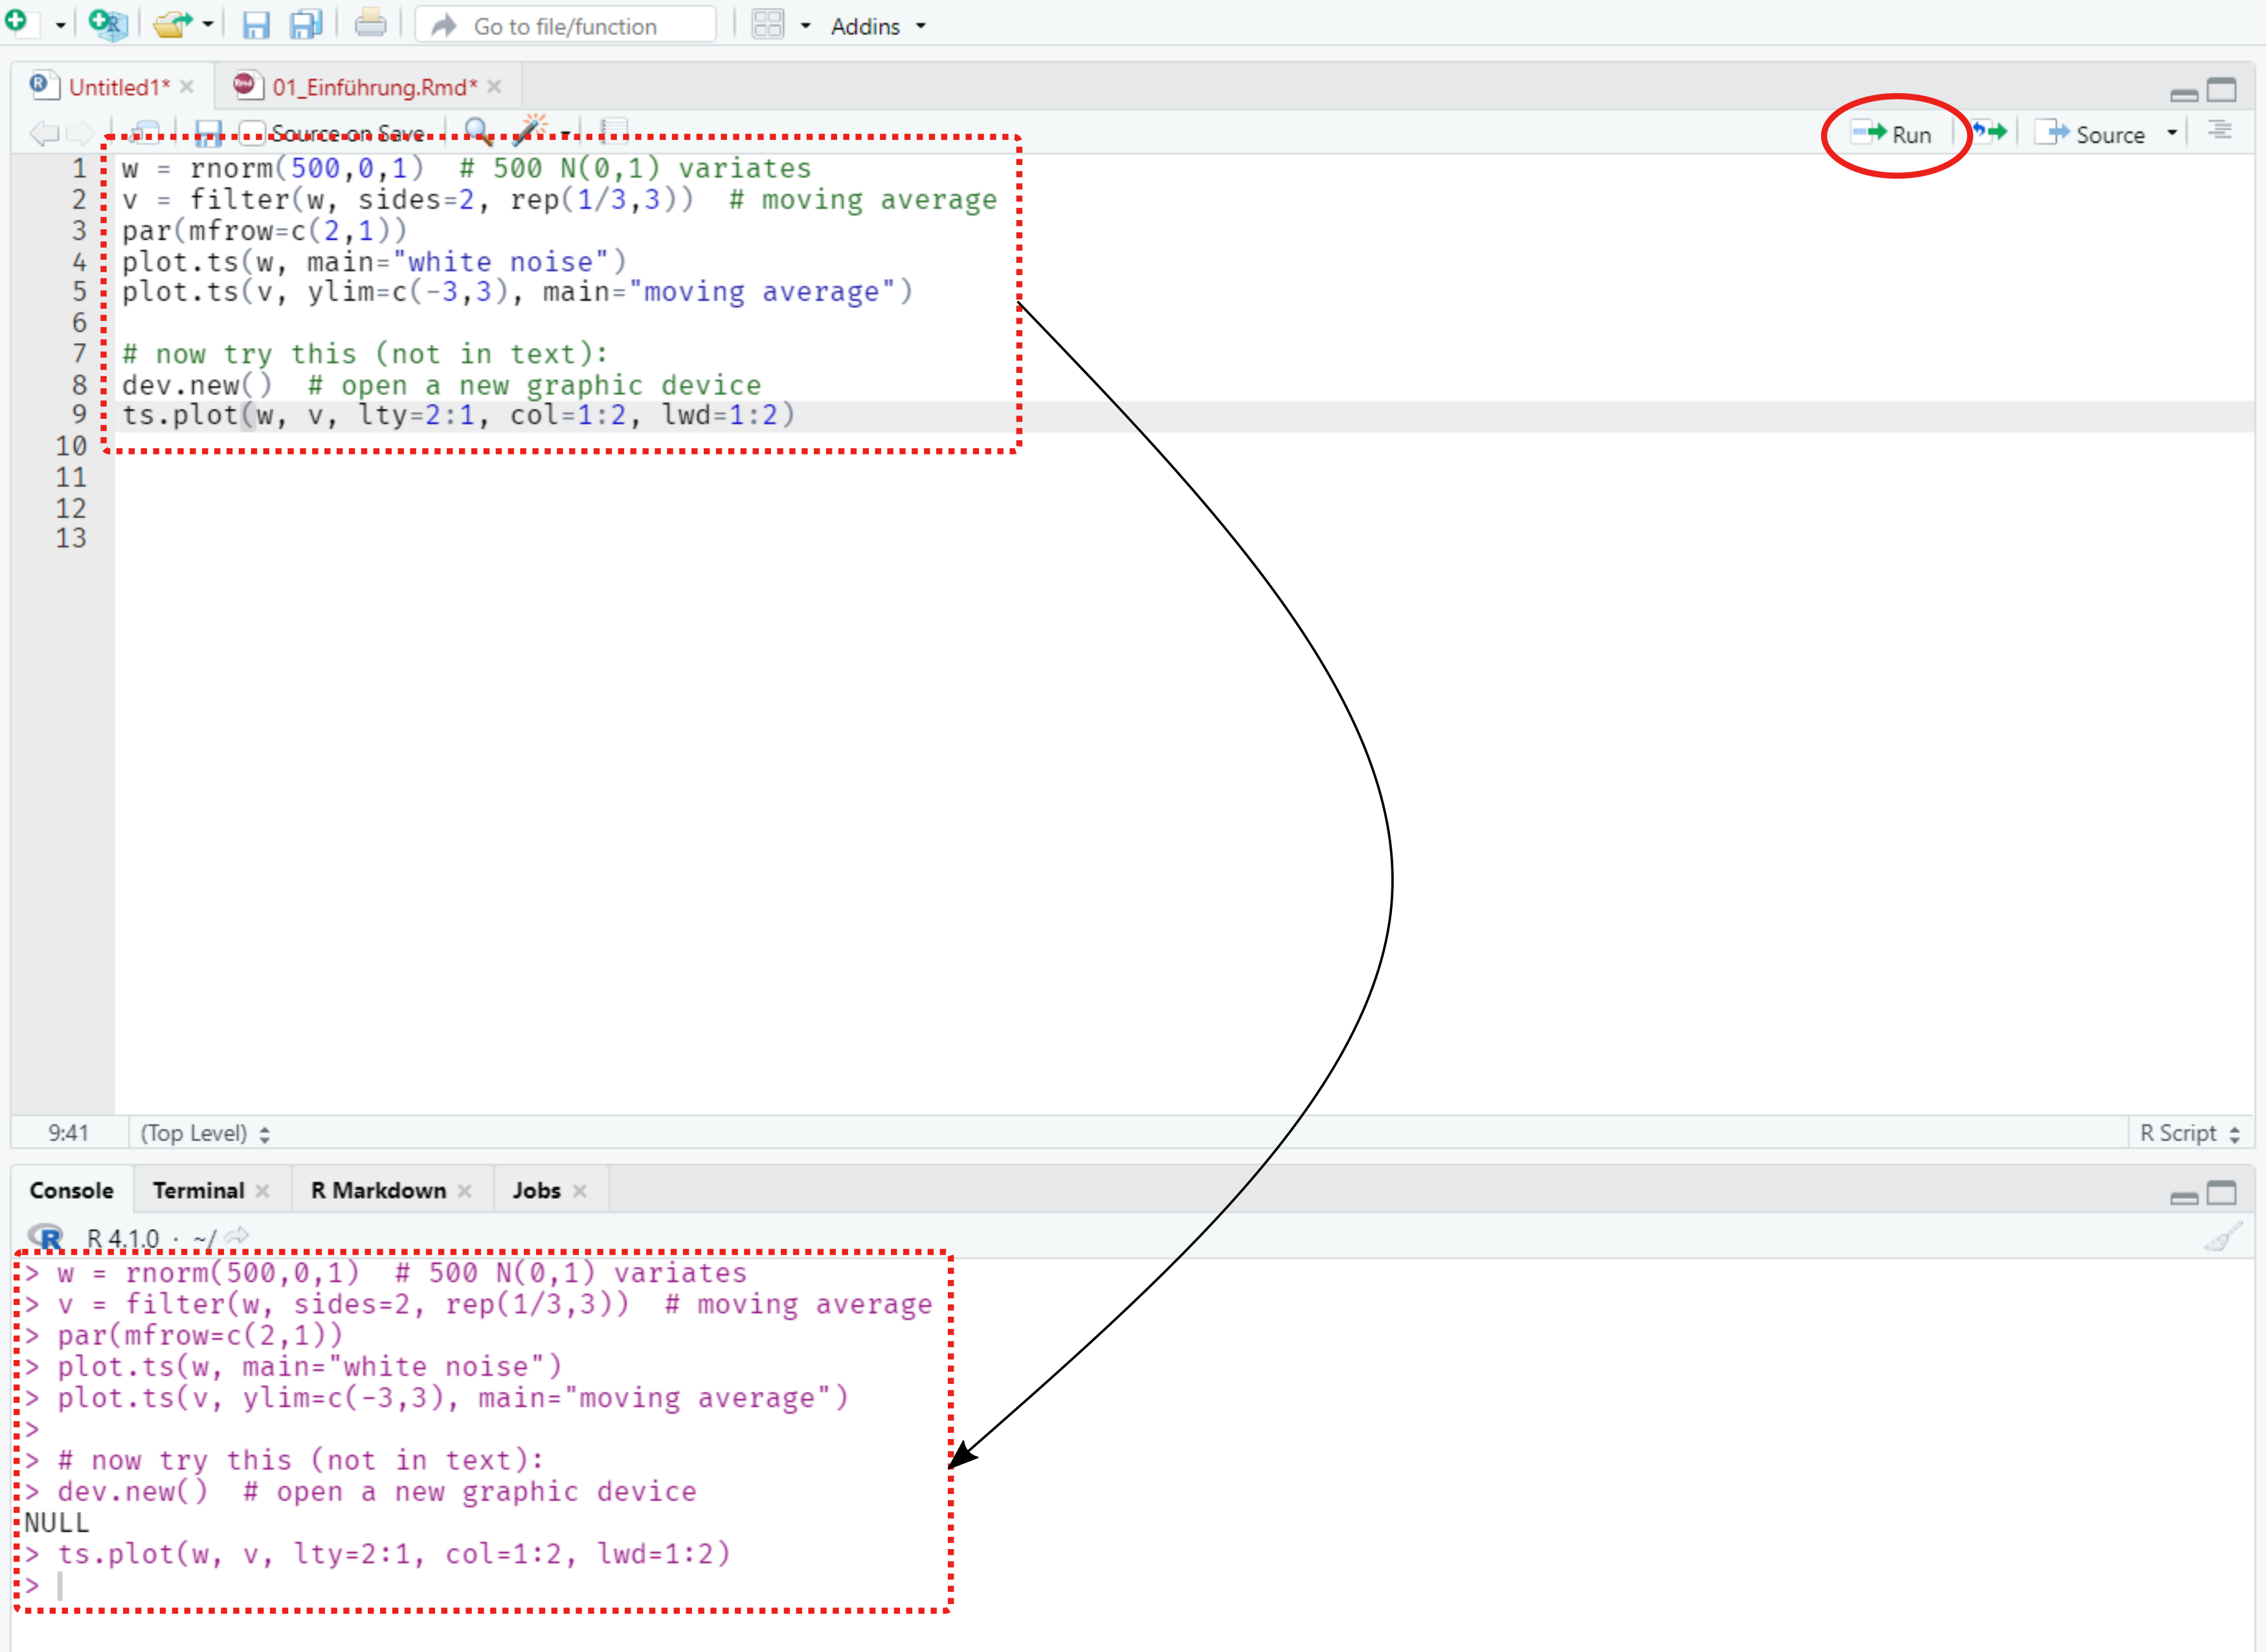 Go to file/function
Addins
Untitled1*
01_Einführung.Rmd*
Source on Save
Run
Source
1 w = rnorm(500,0,1)  # 500 N(0,1) variates
2 v = filter(w, sides=2, rep(1/3,3))  # moving average
3 par(mfrow=c(2,1))
4 plot.ts(w, main="white noise")
5 plot.ts(v, ylim=c(-3,3), main="moving average")
6
7 # now try this (not in text):
8 dev.new()  # open a new graphic device
9 ts.plot(w, v, lty=2:1, col=1:2, lwd=1:2)
10
11
12
13
9:41 (Top Level) R Script
Console Terminal R Markdown Jobs
R R 4.1.0 · ~/
> w = rnorm(500,0,1)  # 500 N(0,1) variates
> v = filter(w, sides=2, rep(1/3,3))  # moving average
> par(mfrow=c(2,1))
> plot.ts(w, main="white noise")
> plot.ts(v, ylim=c(-3,3), main="moving average")
>
> # now try this (not in text):
> dev.new()  # open a new graphic device
NULL
> ts.plot(w, v, lty=2:1, col=1:2, lwd=1:2)
>